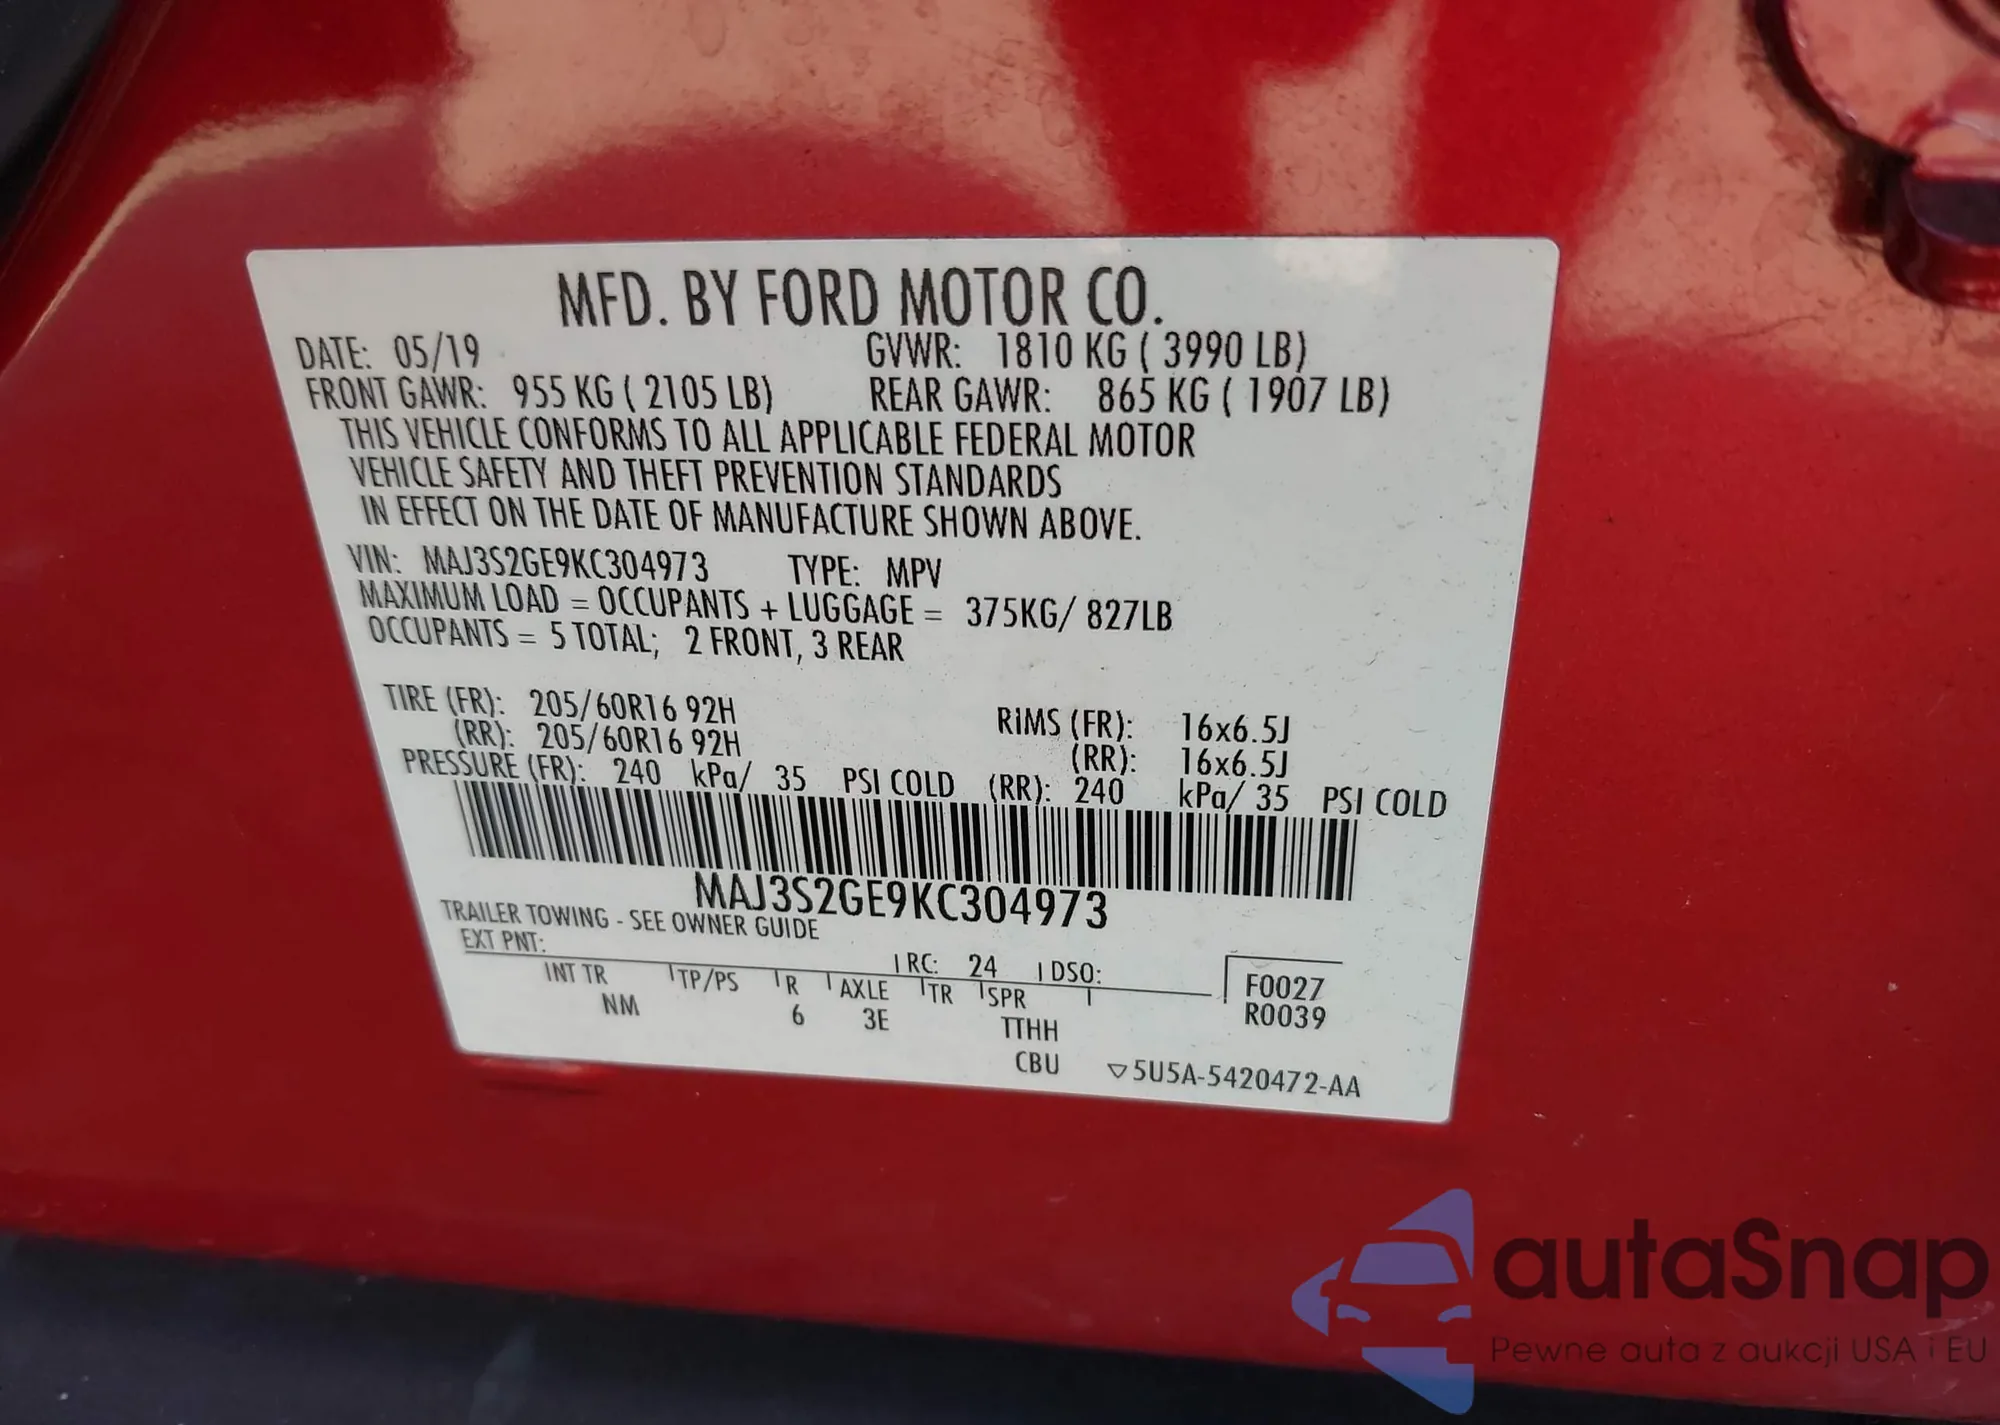 MFD. BY FORD MOTOR CO.
DATE: 05/19 GVWR: 1810 KG ( 3990 LB)
FRONT GAWR: 955 KG ( 2105 LB) REAR GAWR: 865 KG ( 1907 LB)
THIS VEHICLE CONFORMS TO ALL APPLICABLE FEDERAL MOTOR
VEHICLE SAFETY AND THEFT PREVENTION STANDARDS
IN EFFECT ON THE DATE OF MANUFACTURE SHOWN ABOVE.
VIN: MAJ3S2GE9KC304973 TYPE: MPV
MAXIMUM LOAD = OCCUPANTS + LUGGAGE = 375KG/ 827LB
OCCUPANTS = 5 TOTAL; 2 FRONT, 3 REAR
TIRE (FR): 205/60R16 92H RIMS (FR): 16x6.5J
(RR): 205/60R16 92H (RR): 16x6.5J
PRESSURE (FR): 240 kPa/ 35 PSI COLD (RR): 240 kPa/ 35 PSI COLD
MAJ3S2GE9KC304973
TRAILER TOWING - SEE OWNER GUIDE
EXT PNT: RC: 24 DSO:
INT TR TP/PS R AXLE TR SPR F0027
NM 6 3E TTHH R0039
CBU ▽5U5A-5420472-AA
autaSnap
Pewne auta z aukcji USA i EU